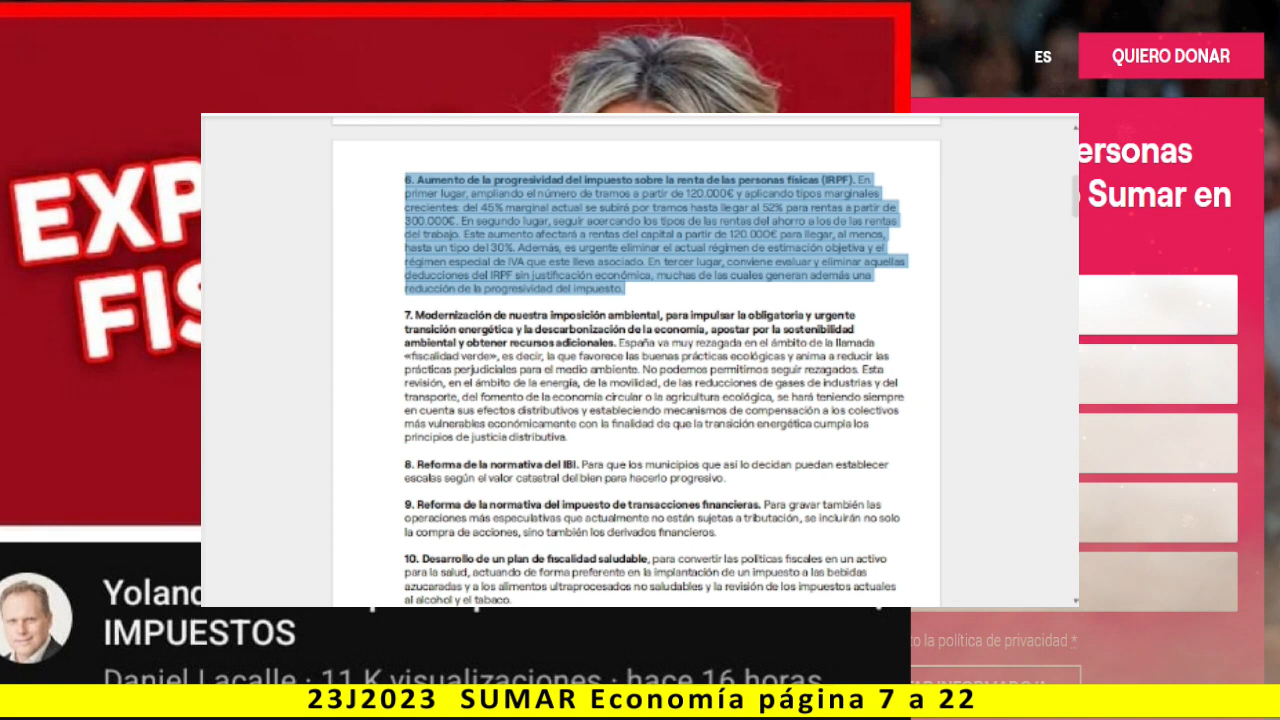 ES
QUIERO DONAR
EXP
FIS
ersonas
Sumar en
6. Aumento de la progresividad del impuesto sobre la renta de las personas físicas (IRPF). En
primer lugar, ampliando el número de tramos a partir de 120.000€ y aplicando tipos marginales
crecientes: del 45% marginal actual se subirá por tramos hasta llegar al 52% para rentas a partir de
300.000€. En segundo lugar, seguir acercando los tipos de las rentas del ahorro a los de las rentas
del trabajo. Este aumento afectará a rentas del capital a partir de 120.000€ para llegar, al menos,
hasta un tipo del 30%. Además, es urgente eliminar el actual régimen de estimación objetiva y el
régimen especial de IVA que este lleva asociado. En tercer lugar, conviene evaluar y eliminar aquellas
deducciones del IRPF sin justificación económica, muchas de las cuales generan además una
reducción de la progresividad del impuesto.
7. Modernización de nuestra imposición ambiental, para impulsar la obligatoria y urgente
transición energética y la descarbonización de la economía, apostar por la sostenibilidad
ambiental y obtener recursos adicionales. España va muy rezagada en el ámbito de la llamada
«fiscalidad verde», es decir, la que favorece las buenas prácticas ecológicas y anima a reducir las
prácticas perjudiciales para el medio ambiente. No podemos permitirnos seguir rezagados. Esta
revisión, en el ámbito de la energía, de la movilidad, de las reducciones de gases de industrias y del
transporte, del fomento de la economía circular o la agricultura ecológica, se hará teniendo siempre
en cuenta sus efectos distributivos y estableciendo mecanismos de compensación a los colectivos
más vulnerables económicamente con la finalidad de que la transición energética cumpla los
principios de justicia distributiva.
8. Reforma de la normativa del IBI. Para que los municipios que así lo decidan puedan establecer
escalas según el valor catastral del bien para hacerlo progresivo.
9. Reforma de la normativa del impuesto de transacciones financieras. Para gravar también las
operaciones más especulativas que actualmente no están sujetas a tributación, se incluirán no solo
la compra de acciones, sino también los derivados financieros.
10. Desarrollo de un plan de fiscalidad saludable, para convertir las políticas fiscales en un activo
para la salud, actuando de forma preferente en la implantación de un impuesto a las bebidas
azucaradas y a los alimentos ultraprocesados no saludables y la revisión de los impuestos actuales
al alcohol y el tabaco.
Yoland
IMPUESTOS
Daniel Lacalle · 11 K visualizaciones · hace 16 horas
to la política de privacidad *
23J2023 SUMAR Economía página 7 a 22